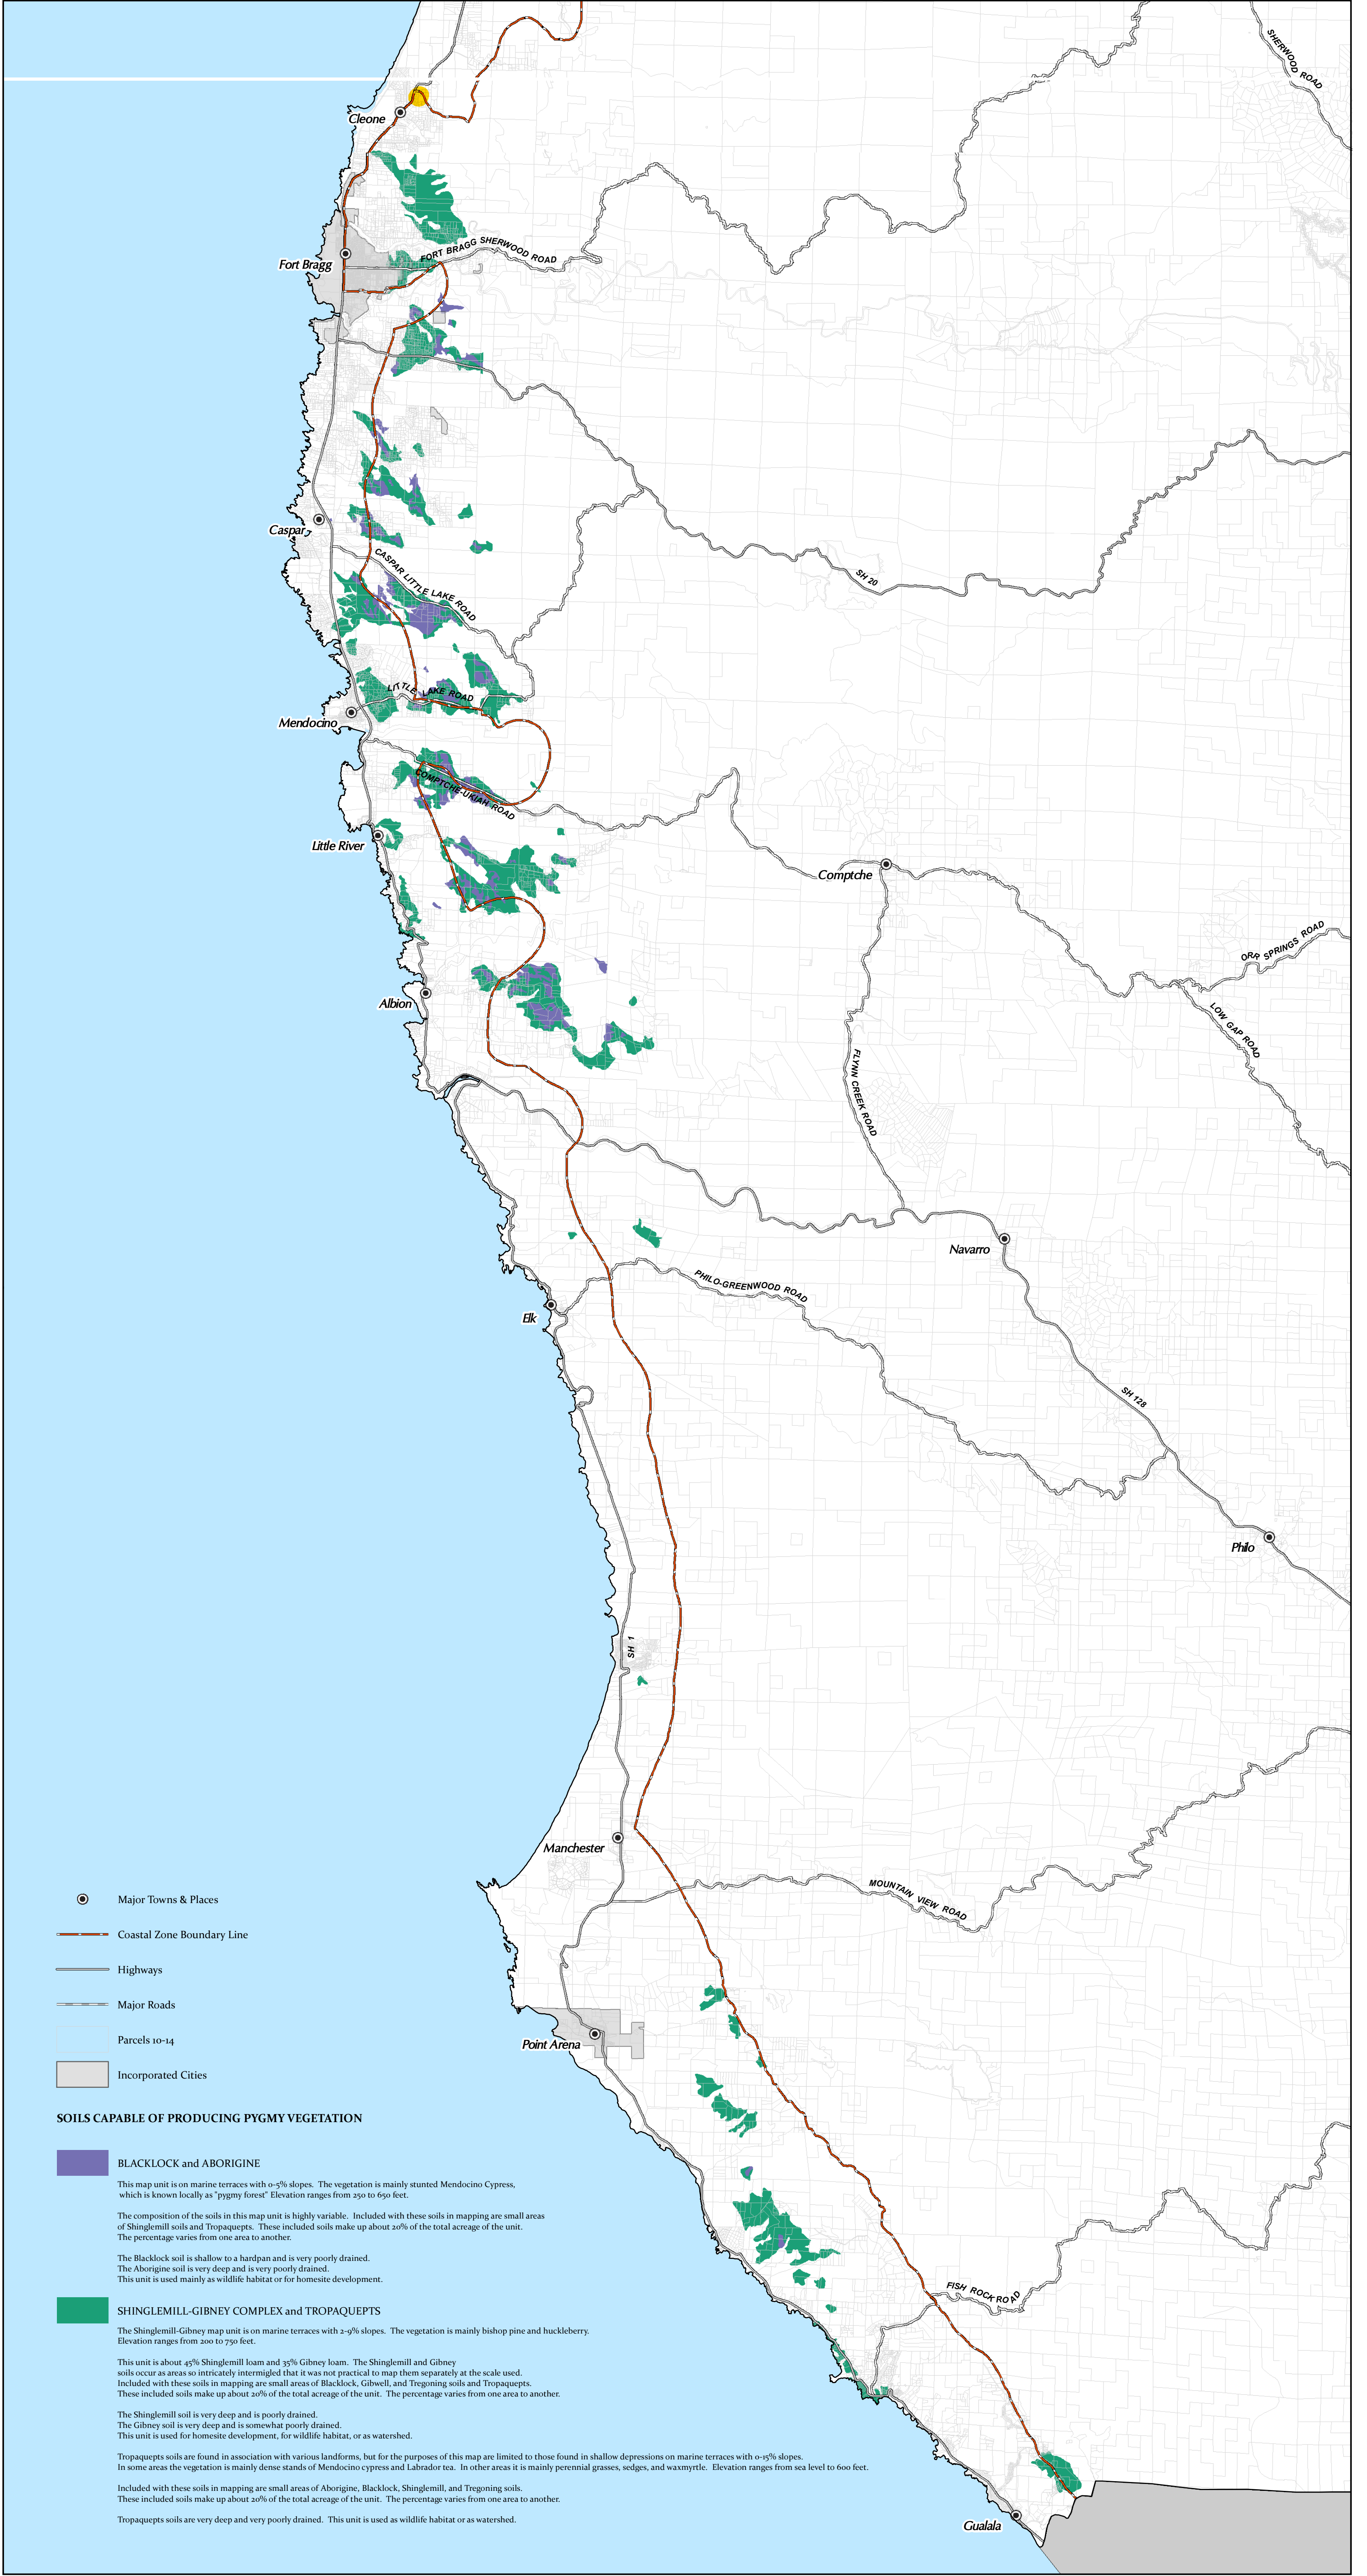 SHERWOOD ROAD
Cleone
FORT BRAGG SHERWOOD ROAD
Fort Bragg
Caspar
SH 20
CASPAR LITTLE LAKE ROAD
LITTLE LAKE ROAD
Mendocino
COMPTCHE-UKIAH ROAD
Little River
Comptche
ORR SPRINGS ROAD
Albion
LOW GAP ROAD
FLYNN CREEK ROAD
Navarro
PHILO-GREENWOOD ROAD
Elk
SH 128
Philo
SH 1
Manchester
MOUNTAIN VIEW ROAD
Point Arena
FISH ROCK ROAD
Gualala
Major Towns & Places
Coastal Zone Boundary Line
Highways
Major Roads
Parcels 10-14
Incorporated Cities
SOILS CAPABLE OF PRODUCING PYGMY VEGETATION
BLACKLOCK and ABORIGINE
This map unit is on marine terraces with 0-5% slopes. The vegetation is mainly stunted Mendocino Cypress,
which is known locally as "pygmy forest" Elevation ranges from 250 to 650 feet.
The composition of the soils in this map unit is highly variable. Included with these soils in mapping are small areas
of Shinglemill soils and Tropaquepts. These included soils make up about 20% of the total acreage of the unit.
The percentage varies from one area to another.
The Blacklock soil is shallow to a hardpan and is very poorly drained.
The Aborigine soil is very deep and is very poorly drained.
This unit is used mainly as wildlife habitat or for homesite development.
SHINGLEMILL-GIBNEY COMPLEX and TROPAQUEPTS
The Shinglemill-Gibney map unit is on marine terraces with 2-9% slopes. The vegetation is mainly bishop pine and huckleberry.
Elevation ranges from 200 to 750 feet.
This unit is about 45% Shinglemill loam and 35% Gibney loam. The Shinglemill and Gibney
soils occur as areas so intricately intermigled that it was not practical to map them separately at the scale used.
Included with these soils in mapping are small areas of Blacklock, Gibwell, and Tregoning soils and Tropaquepts.
These included soils make up about 20% of the total acreage of the unit. The percentage varies from one area to another.
The Shinglemill soil is very deep and is poorly drained.
The Gibney soil is very deep and is somewhat poorly drained.
This unit is used for homesite development, for wildlife habitat, or as watershed.
Tropaquepts soils are found in association with various landforms, but for the purposes of this map are limited to those found in shallow depressions on marine terraces with 0-15% slopes.
In some areas the vegetation is mainly dense stands of Mendocino cypress and Labrador tea. In other areas it is mainly perennial grasses, sedges, and waxmyrtle. Elevation ranges from sea level to 600 feet.
Included with these soils in mapping are small areas of Aborigine, Blacklock, Shinglemill, and Tregoning soils.
These included soils make up about 20% of the total acreage of the unit. The percentage varies from one area to another.
Tropaquepts soils are very deep and very poorly drained. This unit is used as wildlife habitat or as watershed.